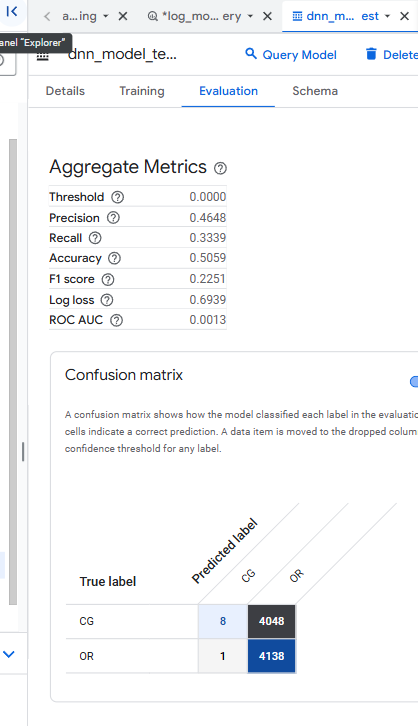 a...ing
*log_mo... ery
dnn_m... est
anel "Explorer"
dnn_model_te...
Query Model
Delete
Details
Training
Evaluation
Schema
Aggregate Metrics
Threshold 0.0000
Precision 0.4648
Recall 0.3339
Accuracy 0.5059
F1 score 0.2251
Log loss 0.6939
ROC AUC 0.0013
Confusion matrix
A confusion matrix shows how the model classified each label in the evaluatio
cells indicate a correct prediction. A data item is moved to the dropped colum
confidence threshold for any label.
Predicted label
CG
OR
True label
CG 8 4048
OR 1 4138